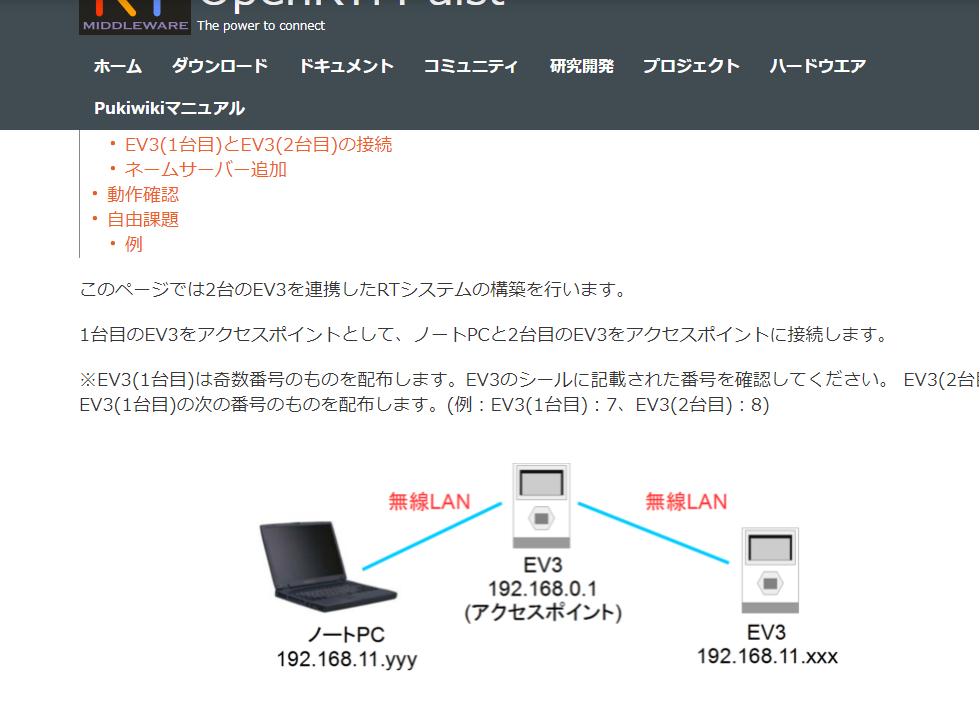 MIDDLEWARE
The power to connect
ホーム ダウンロード ドキュメント コミュニティ 研究開発 プロジェクト ハードウエア
Pukiwikiマニュアル
• EV3(1台目)とEV3(2台目)の接続
• ネームサーバー追加
• 動作確認
• 自由課題
• 例
このページでは2台のEV3を連携したRTシステムの構築を行います。
1台目のEV3をアクセスポイントとして、ノートPCと2台目のEV3をアクセスポイントに接続します。
※EV3(1台目)は奇数番号のものを配布します。EV3のシールに記載された番号を確認してください。 EV3(2台
EV3(1台目)の次の番号のものを配布します。(例：EV3(1台目)：7、EV3(2台目)：8)
無線LAN
無線LAN
EV3
192.168.0.1
(アクセスポイント)
ノートPC
192.168.11.yyy
EV3
192.168.11.xxx